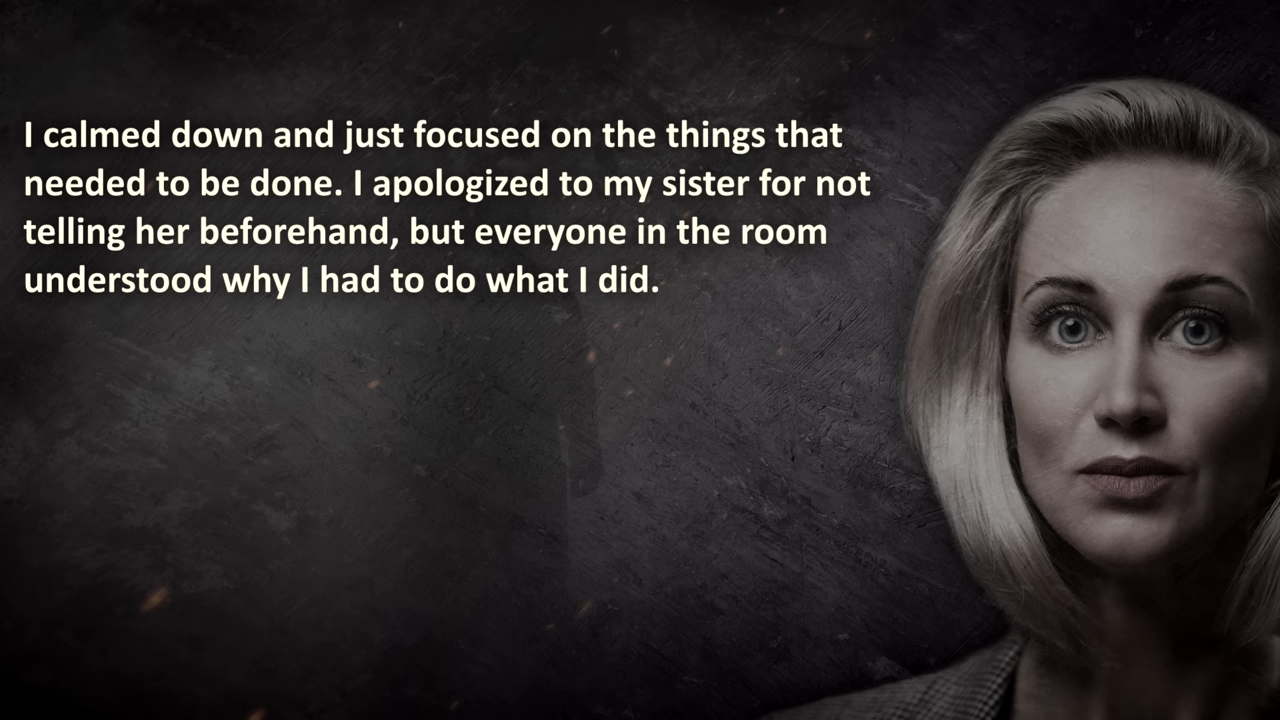 I calmed down and just focused on the things that
needed to be done. I apologized to my sister for not
telling her beforehand, but everyone in the room
understood why I had to do what I did.